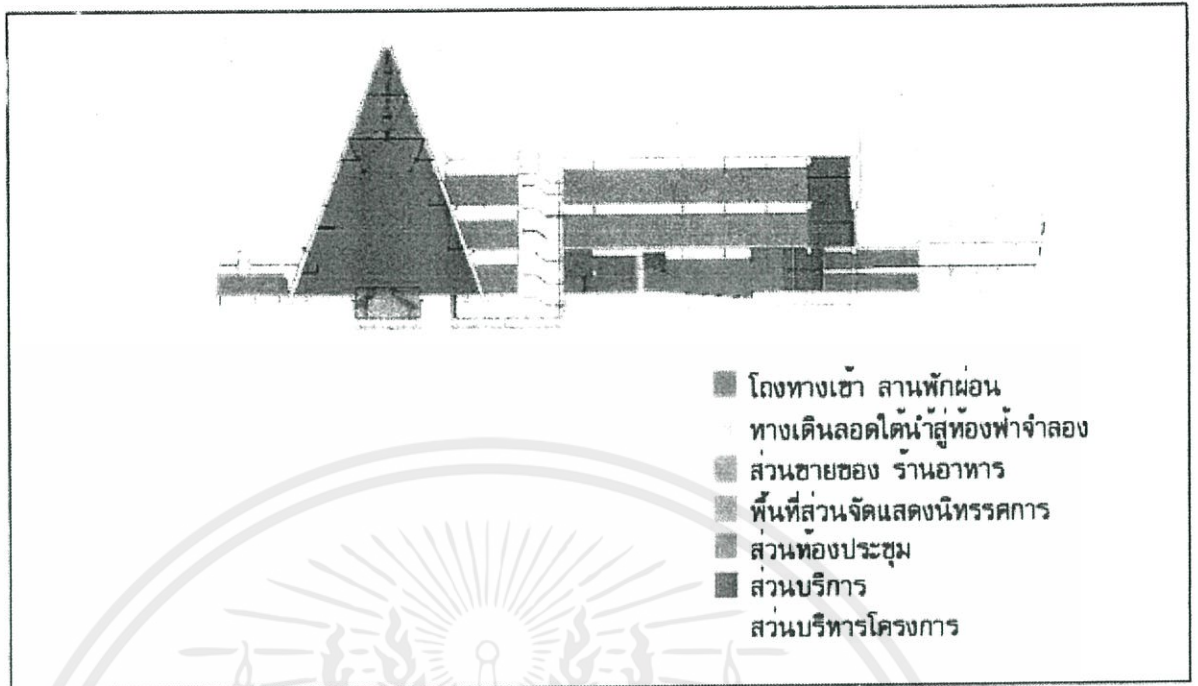 โถงทางเข้า ลานพักผ่อน
ทางเดินลอดใต้น้ำสู่ท้องฟ้าจำลอง
ส่วนขายของ ร้านอาหาร
พื้นที่ส่วนจัดแสดงนิทรรศการ
ส่วนห้องประชุม
ส่วนบริการ
ส่วนบริหารโครงการ